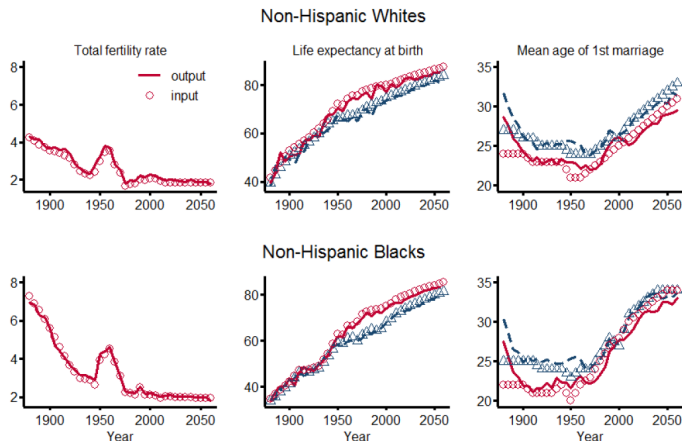 Non-Hispanic Whites
Total fertility rate
Life expectancy at birth
Mean age of 1st marriage
8
6
4
2
output
input
1900 1950 2000 2050
80
60
40
1900 1950 2000 2050
35
30
25
20
1900 1950 2000 2050
Non-Hispanic Blacks
8
6
4
2
1900 1950 2000 2050
Year
80
60
40
1900 1950 2000 2050
Year
35
30
25
20
1900 1950 2000 2050
Year